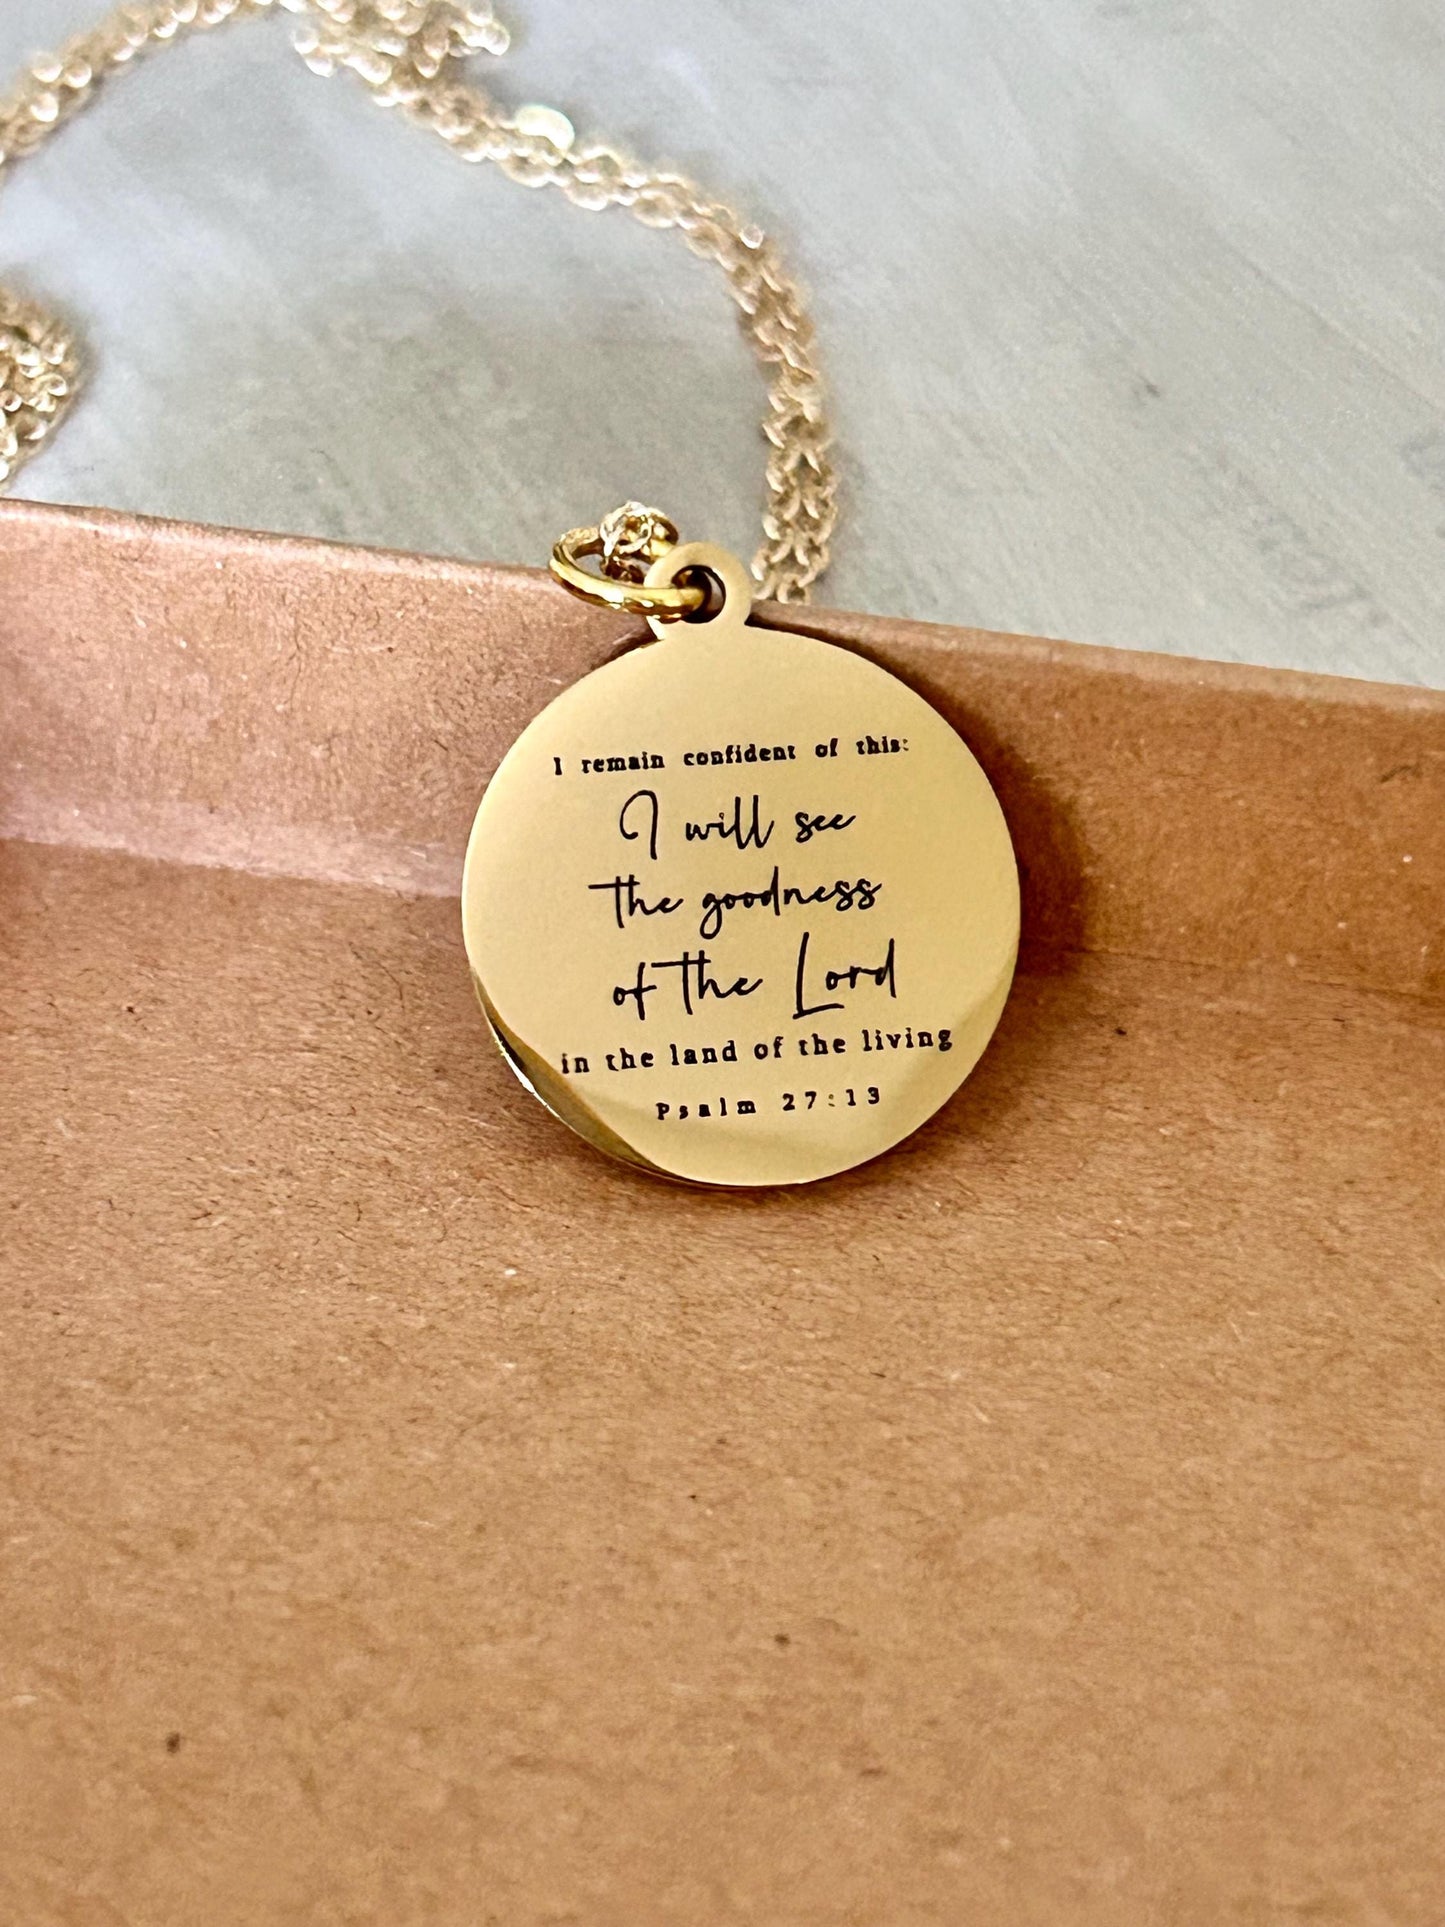 I remain confident of this:
I will see
the goodness
of the Lord
in the land of the living
Psalm 27:13